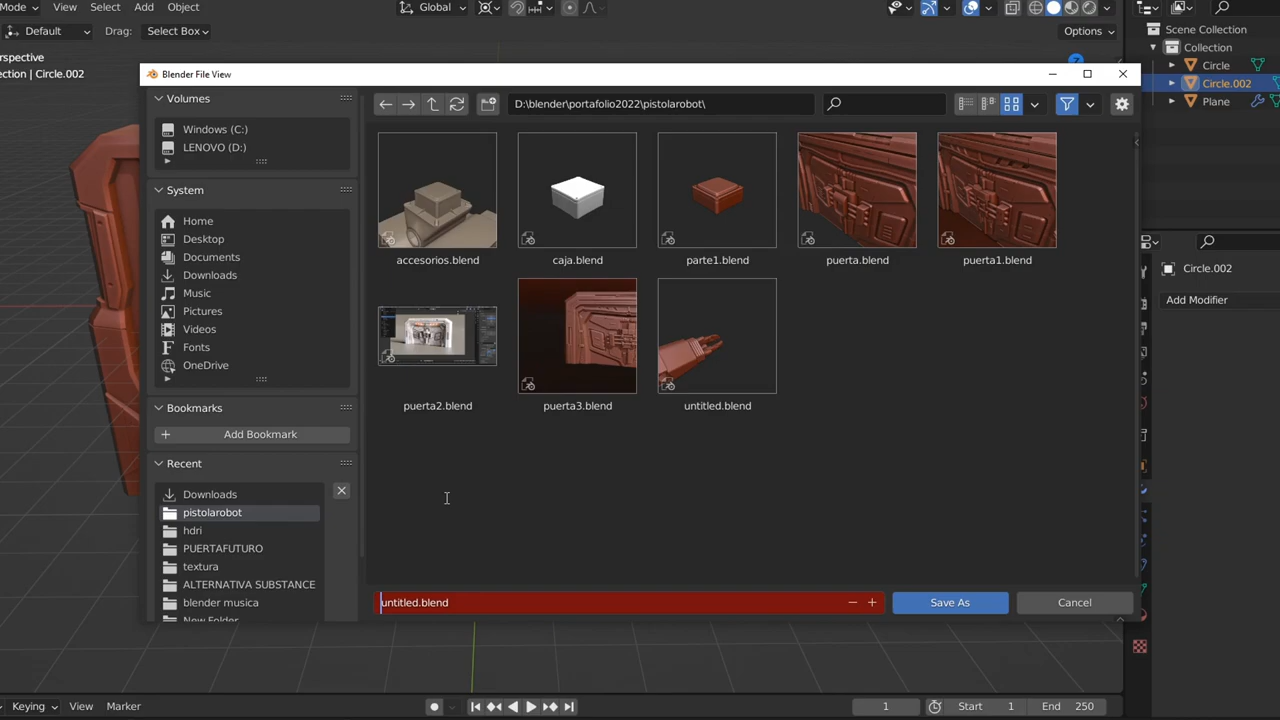 Mode View Select Add Object Global
Default Drag: Select Box Options
rspective
ection | Circle.002
Scene Collection
Collection
Circle
Circle.002
Plane
Circle.002
Add Modifier
Blender File View
Volumes
Windows (C:)
LENOVO (D:)
System
Home
Desktop
Documents
Downloads
Music
Pictures
Videos
Fonts
OneDrive
Bookmarks
Add Bookmark
Recent
Downloads
pistolarobot
hdri
PUERTAFUTURO
textura
ALTERNATIVA SUBSTANCE
blender musica
New Folder
D:\blender\portafolio2022\pistolarobot\
accesorios.blend caja.blend parte1.blend puerta.blend puerta1.blend
puerta2.blend puerta3.blend untitled.blend
untitled.blend Save As Cancel
Keying View Marker 1 Start 1 End 250